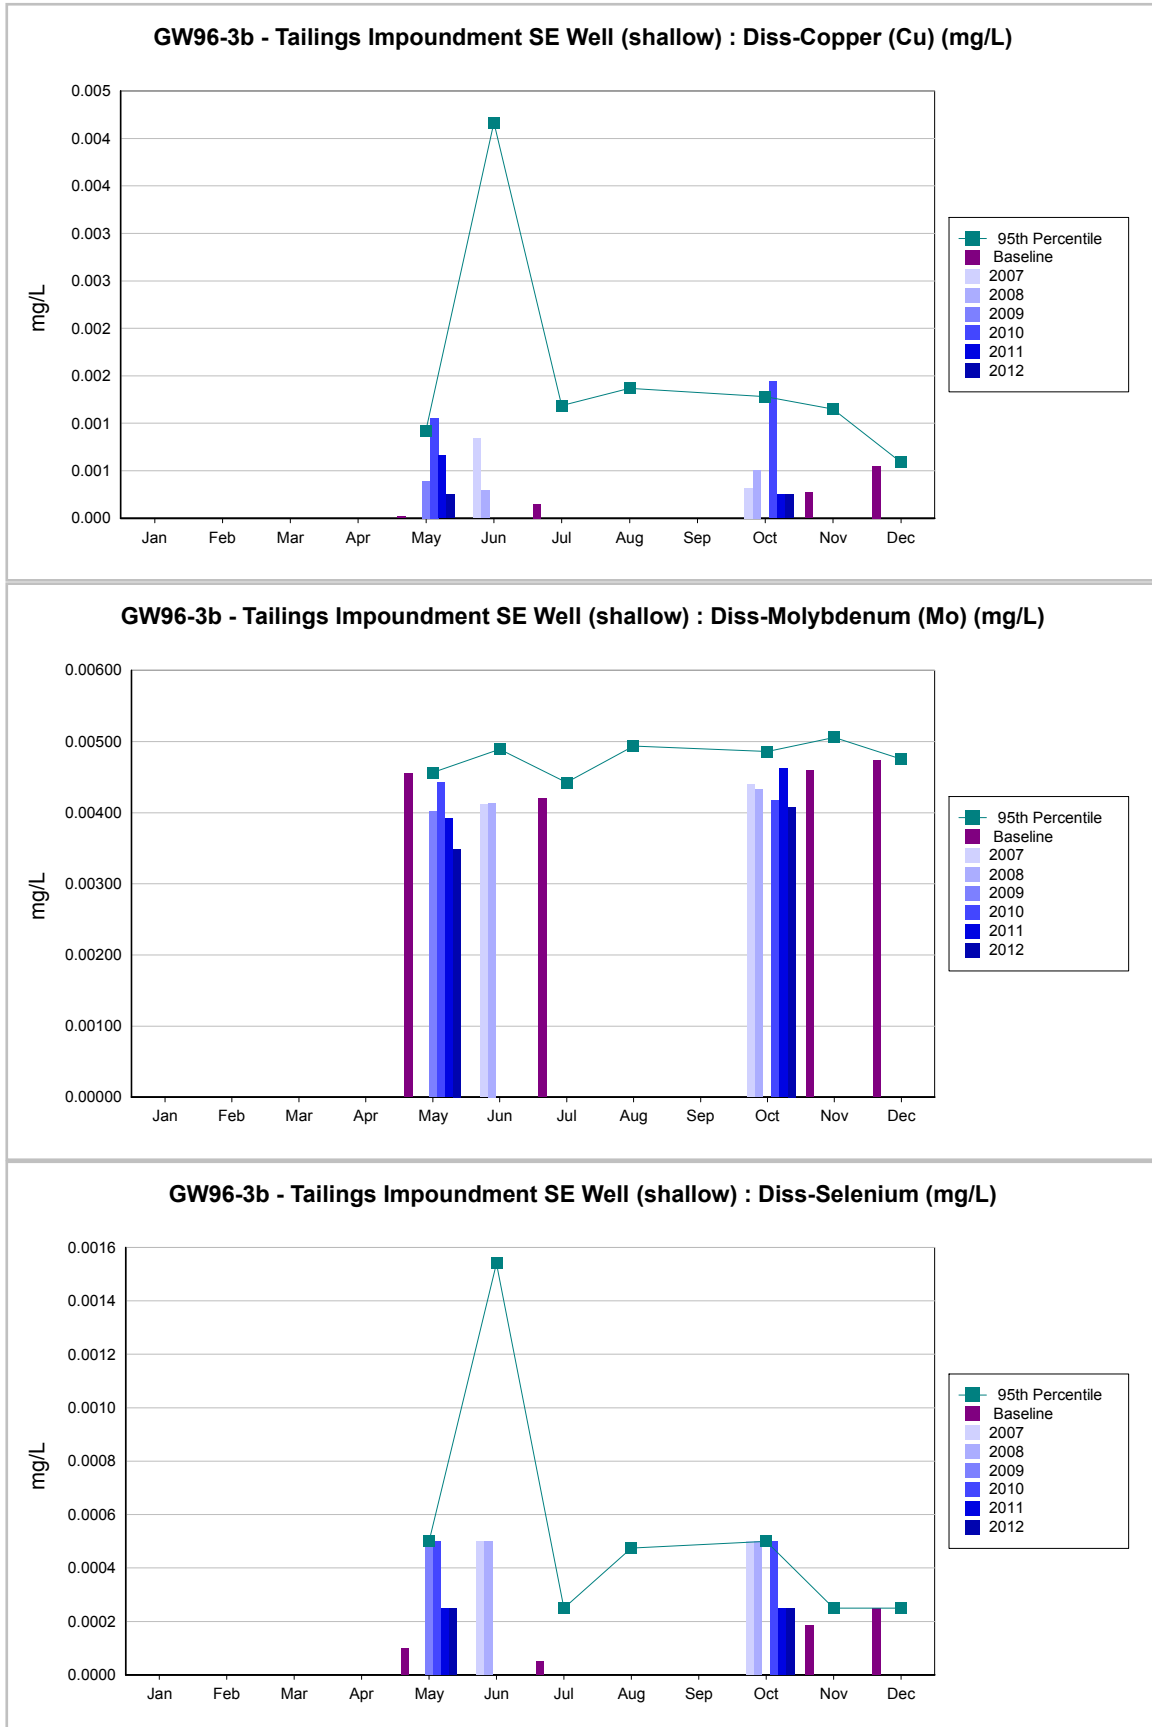 GW96-3b - Tailings Impoundment SE Well (shallow) : Diss-Copper (Cu) (mg/L)
0.005
0.004
0.004
0.003
0.003
0.002
0.002
0.001
0.001
0.000
mg/L
Jan Feb Mar Apr May Jun Jul Aug Sep Oct Nov Dec
95th Percentile
Baseline
2007
2008
2009
2010
2011
2012
GW96-3b - Tailings Impoundment SE Well (shallow) : Diss-Molybdenum (Mo) (mg/L)
0.00600
0.00500
0.00400
0.00300
0.00200
0.00100
0.00000
mg/L
Jan Feb Mar Apr May Jun Jul Aug Sep Oct Nov Dec
95th Percentile
Baseline
2007
2008
2009
2010
2011
2012
GW96-3b - Tailings Impoundment SE Well (shallow) : Diss-Selenium (mg/L)
0.0016
0.0014
0.0012
0.0010
0.0008
0.0006
0.0004
0.0002
0.0000
mg/L
Jan Feb Mar Apr May Jun Jul Aug Sep Oct Nov Dec
95th Percentile
Baseline
2007
2008
2009
2010
2011
2012